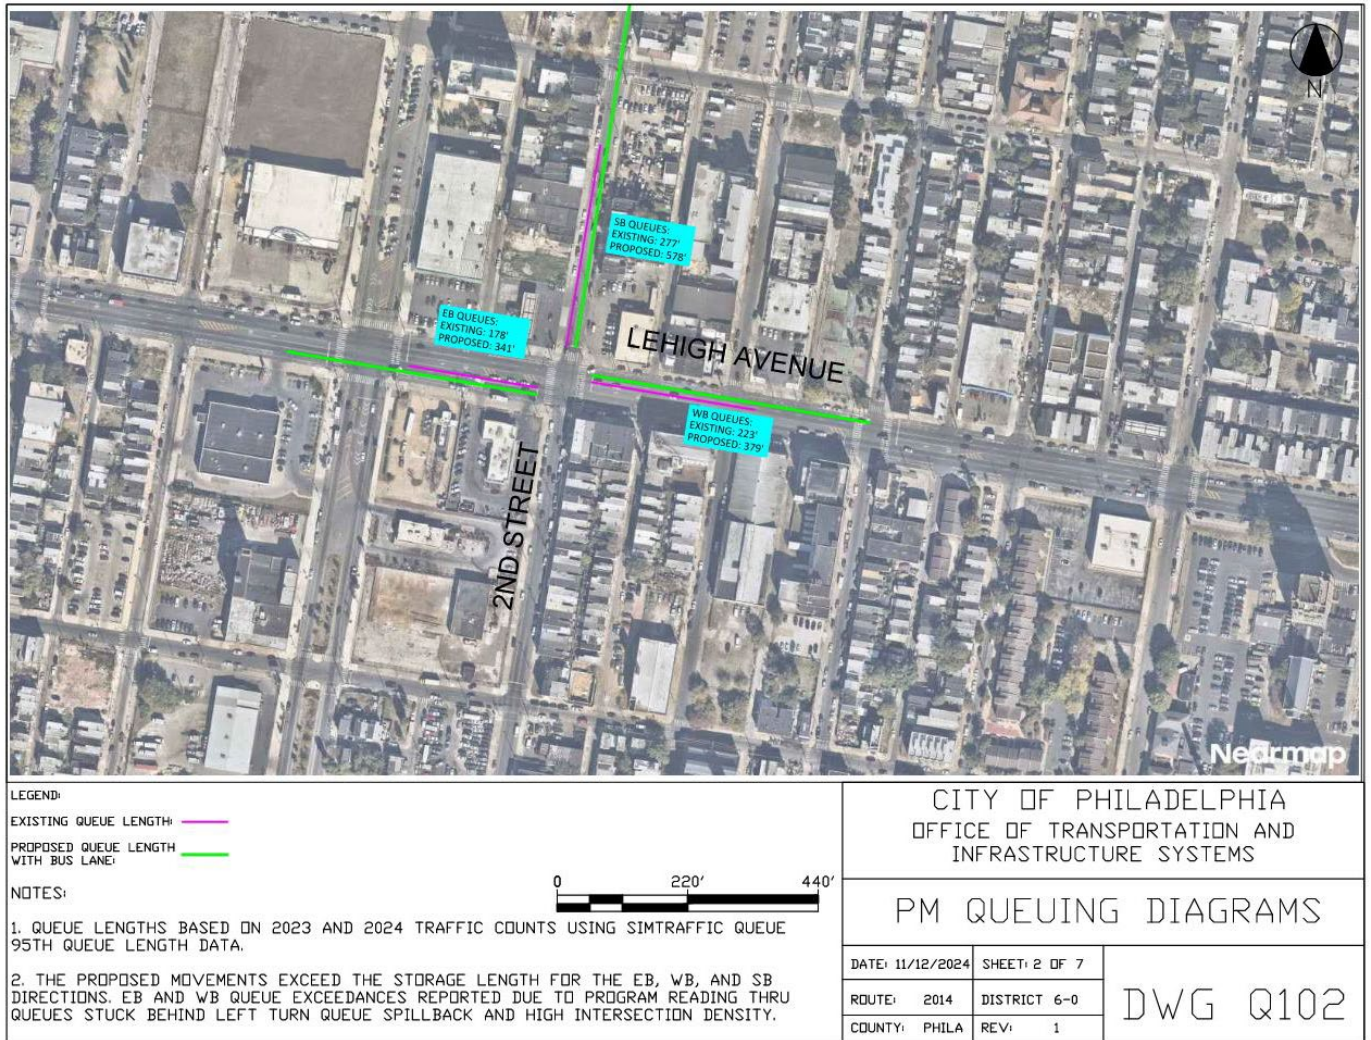 N
SB QUEUES:
EXISTING: 277'
PROPOSED: 578'
EB QUEUES:
EXISTING: 178'
PROPOSED: 341'
LEHIGH AVENUE
WB QUEUES:
EXISTING: 223'
PROPOSED: 379'
2ND STREET
Nearmap
LEGEND:
EXISTING QUEUE LENGTH:
PROPOSED QUEUE LENGTH
WITH BUS LANE:
NOTES:
0 220' 440'
1. QUEUE LENGTHS BASED ON 2023 AND 2024 TRAFFIC COUNTS USING SIMTRAFFIC QUEUE
95TH QUEUE LENGTH DATA.
2. THE PROPOSED MOVEMENTS EXCEED THE STORAGE LENGTH FOR THE EB, WB, AND SB
DIRECTIONS. EB AND WB QUEUE EXCEEDANCES REPORTED DUE TO PROGRAM READING THRU
QUEUES STUCK BEHIND LEFT TURN QUEUE SPILLBACK AND HIGH INTERSECTION DENSITY.
CITY OF PHILADELPHIA
OFFICE OF TRANSPORTATION AND
INFRASTRUCTURE SYSTEMS
PM QUEUING DIAGRAMS
DATE: 11/12/2024 SHEET: 2 OF 7
ROUTE: 2014 DISTRICT 6-0
COUNTY: PHILA REV: 1
DWG Q102